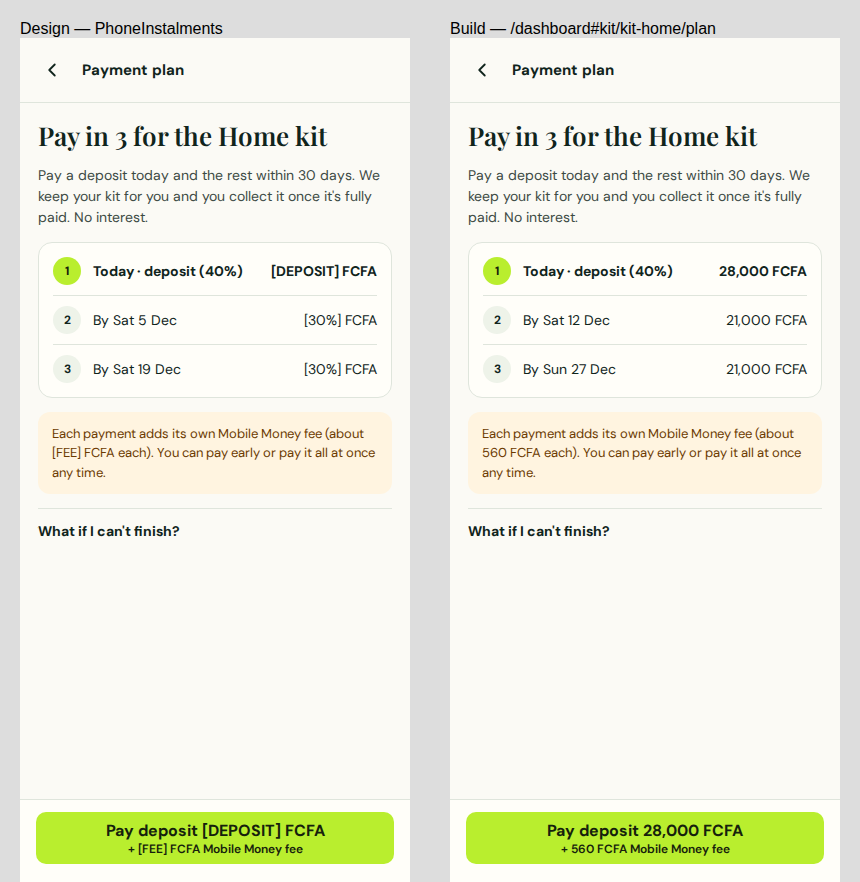 Design — PhoneInstalments
Payment plan
Pay in 3 for the Home kit
Pay a deposit today and the rest within 30 days. We
keep your kit for you and you collect it once it's fully
paid. No interest.
1 Today · deposit (40%) [DEPOSIT] FCFA
2 By Sat 5 Dec [30%] FCFA
3 By Sat 19 Dec [30%] FCFA
Each payment adds its own Mobile Money fee (about
[FEE] FCFA each). You can pay early or pay it all at once
any time.
What if I can't finish?
Pay deposit [DEPOSIT] FCFA
+ [FEE] FCFA Mobile Money fee
Build — /dashboard#kit/kit-home/plan
Payment plan
Pay in 3 for the Home kit
Pay a deposit today and the rest within 30 days. We
keep your kit for you and you collect it once it's fully
paid. No interest.
1 Today · deposit (40%) 28,000 FCFA
2 By Sat 12 Dec 21,000 FCFA
3 By Sun 27 Dec 21,000 FCFA
Each payment adds its own Mobile Money fee (about
560 FCFA each). You can pay early or pay it all at once
any time.
What if I can't finish?
Pay deposit 28,000 FCFA
+ 560 FCFA Mobile Money fee